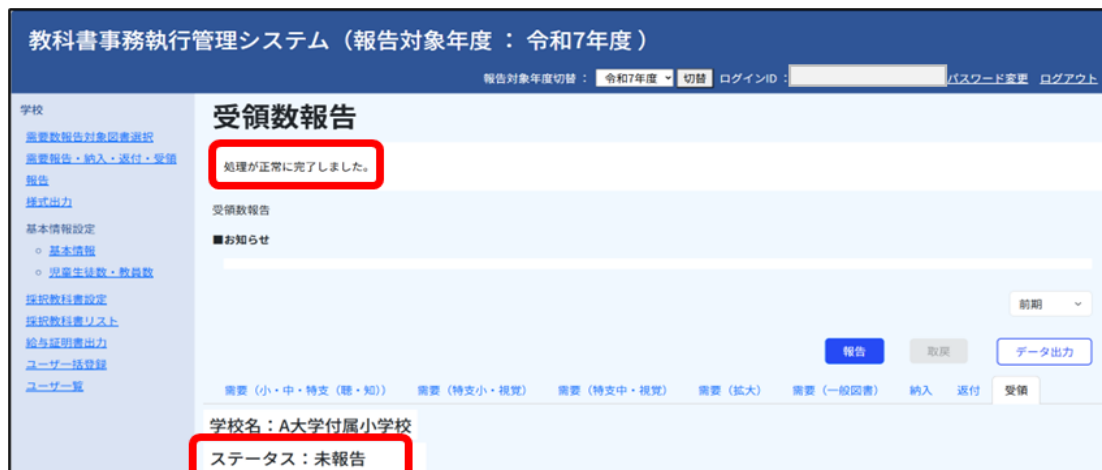 教科書事務執行管理システム（報告対象年度 ： 令和7年度 ）
報告対象年度切替 ： 令和7年度 切替 ログインID ： パスワード変更 ログアウト
学校
需要数報告対象図書選択
需要報告・納入・返付・受領
報告
様式出力
基本情報設定
基本情報
児童生徒数・教員数
採択教科書設定
採択教科書リスト
給与証明書出力
ユーザ一括登録
ユーザ一覧
受領数報告
処理が正常に完了しました。
受領数報告
■お知らせ
前期
報告 取戻 データ出力
需要（小・中・特支（聴・知）） 需要（特支小・視覚） 需要（特支中・視覚） 需要（拡大） 需要（一般図書） 納入 返付 受領
学校名：A大学付属小学校
ステータス：未報告